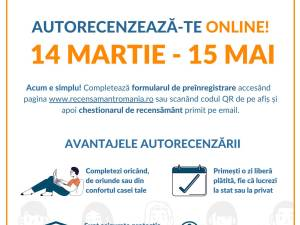 AUTORECENZEAZĂ-TE ONLINE!
14 MARTIE - 15 MAI
Acum e simplu! Completează formularul de preînregistrare accesând
pagina www.recensamantromania.ro sau scanând codul QR de pe afiș și
apoi chestionarul de recensământ primit pe email.
AVANTAJELE AUTORECENZĂRII
Completezi oricând,
de oriunde sau din
confortul casei tale
Primești o zi liberă
plătită, fie că lucrezi
la stat sau la privat